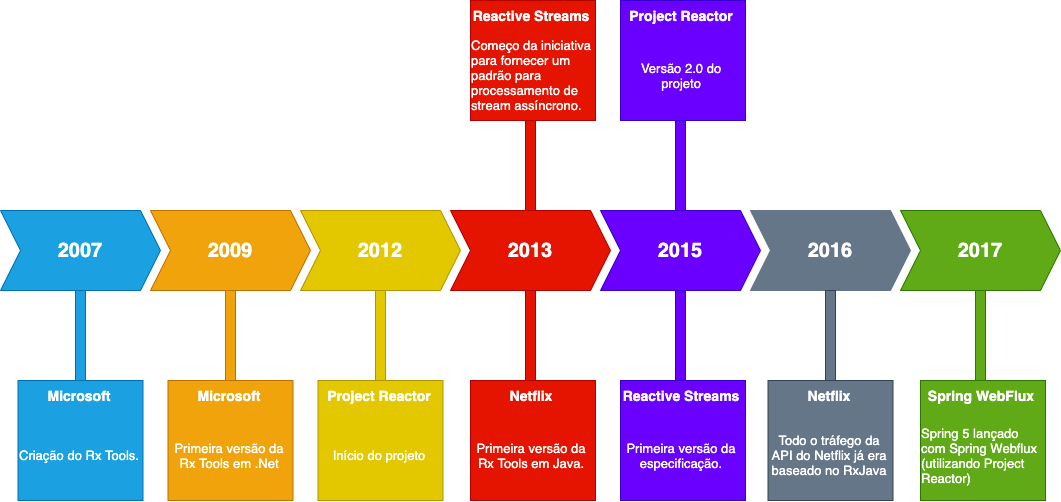 Reactive Streams
Começo da iniciativa
para fornecer um
padrão para
processamento de
stream assíncrono.
Project Reactor
Versão 2.0 do
projeto
2007
2009
2012
2013
2015
2016
2017
Microsoft
Criação do Rx Tools.
Microsoft
Primeira versão da
Rx Tools em .Net
Project Reactor
Início do projeto
Netflix
Primeira versão da
Rx Tools em Java.
Reactive Streams
Primeira versão da
especificação.
Netflix
Todo o tráfego da
API do Netflix já era
baseado no RxJava
Spring WebFlux
Spring 5 lançado
com Spring Webflux
(utilizando Project
Reactor)